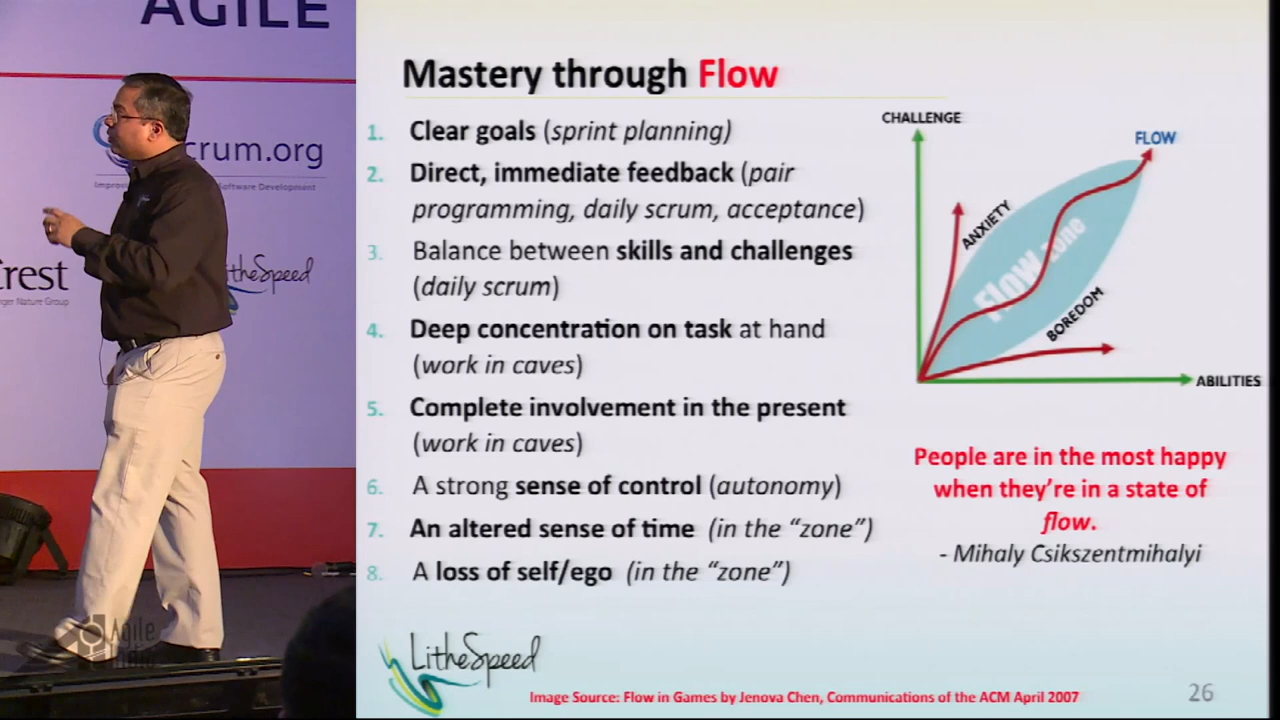 AGILE
crum.org
Software Development
rest
LitheSpeed
Agile
Mastery through Flow
1. Clear goals (sprint planning)
2. Direct, immediate feedback (pair
programming, daily scrum, acceptance)
3. Balance between skills and challenges
(daily scrum)
4. Deep concentration on task at hand
(work in caves)
5. Complete involvement in the present
(work in caves)
6. A strong sense of control (autonomy)
7. An altered sense of time (in the “zone”)
8. A loss of self/ego (in the “zone”)
CHALLENGE
FLOW
ANXIETY
Flow zone
BOREDOM
ABILITIES
People are in the most happy
when they’re in a state of
flow.
- Mihaly Csikszentmihalyi
LitheSpeed
Image Source: Flow in Games by Jenova Chen, Communications of the ACM April 2007
26